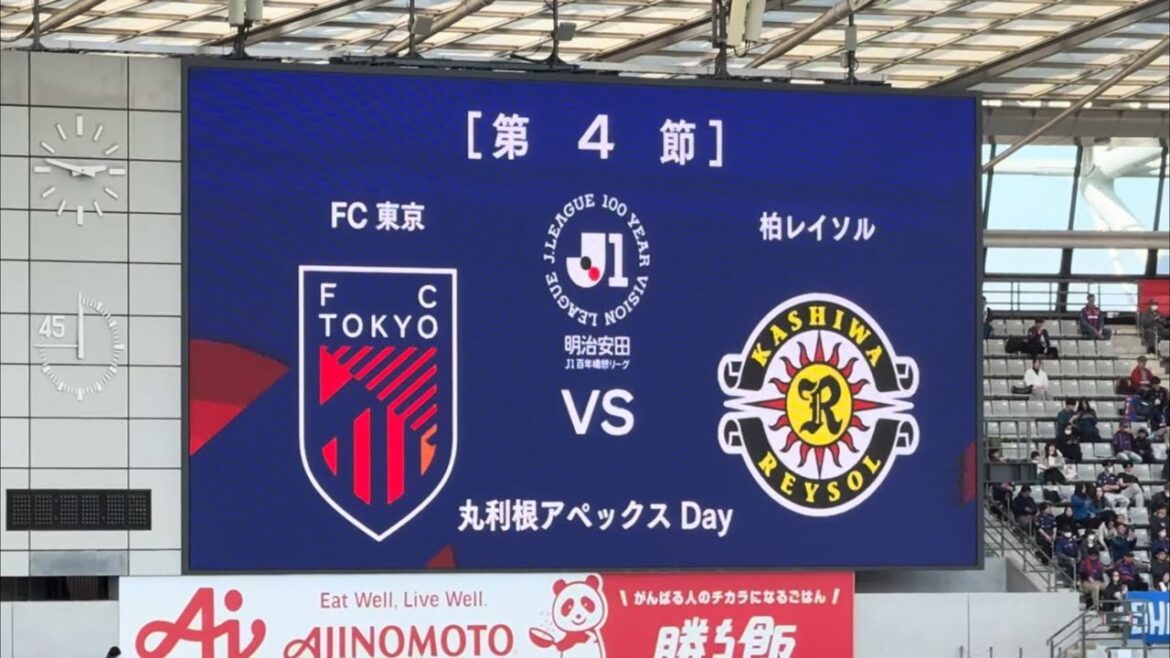 [第 4 節]
FC 東京
柏レイソル
J.LEAGUE 100 YEAR VISION LEAGUE
J1
明治安田
J1百年構想リーグ
VS
F C
TOKYO
KASHIWA
R
REYSOL
丸利根アペックス Day
45
Eat Well, Live Well.
AJINOMOTO
\ がんばる人のチカラになるごはん /
勝ち飯